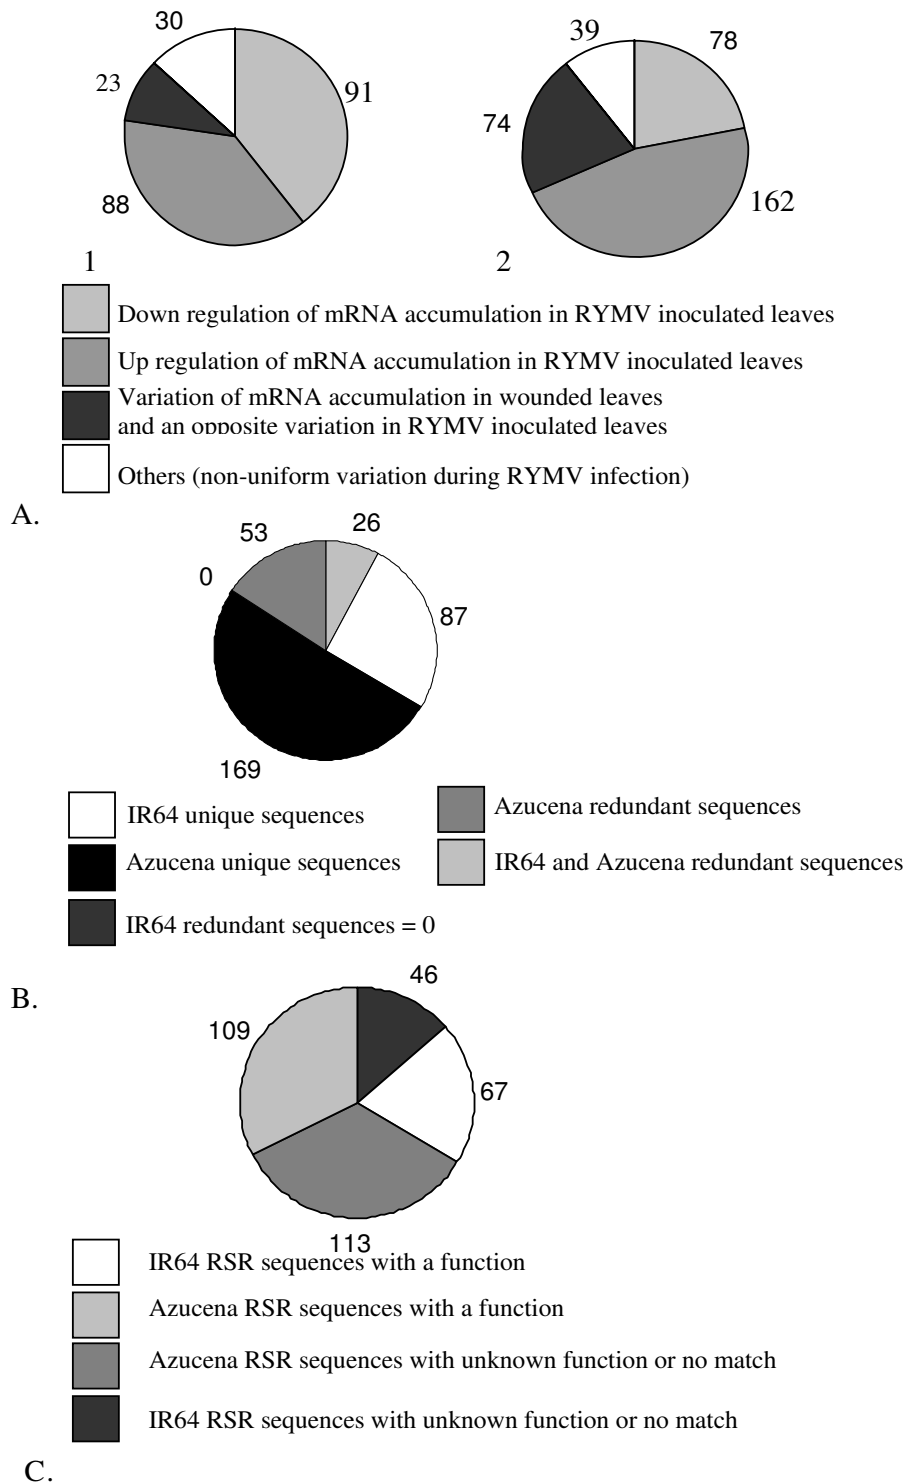 30
39
78
23
91
74
88
162
1
2
Down regulation of mRNA accumulation in RYMV inoculated leaves
Up regulation of mRNA accumulation in RYMV inoculated leaves
Variation of mRNA accumulation in wounded leaves
and an opposite variation in RYMV inoculated leaves
Others (non-uniform variation during RYMV infection)
A.
53
26
0
87
169
IR64 unique sequences
Azucena redundant sequences
Azucena unique sequences
IR64 and Azucena redundant sequences
IR64 redundant sequences = 0
B.
46
109
67
113
IR64 RSR sequences with a function
Azucena RSR sequences with a function
Azucena RSR sequences with unknown function or no match
IR64 RSR sequences with unknown function or no match
C.